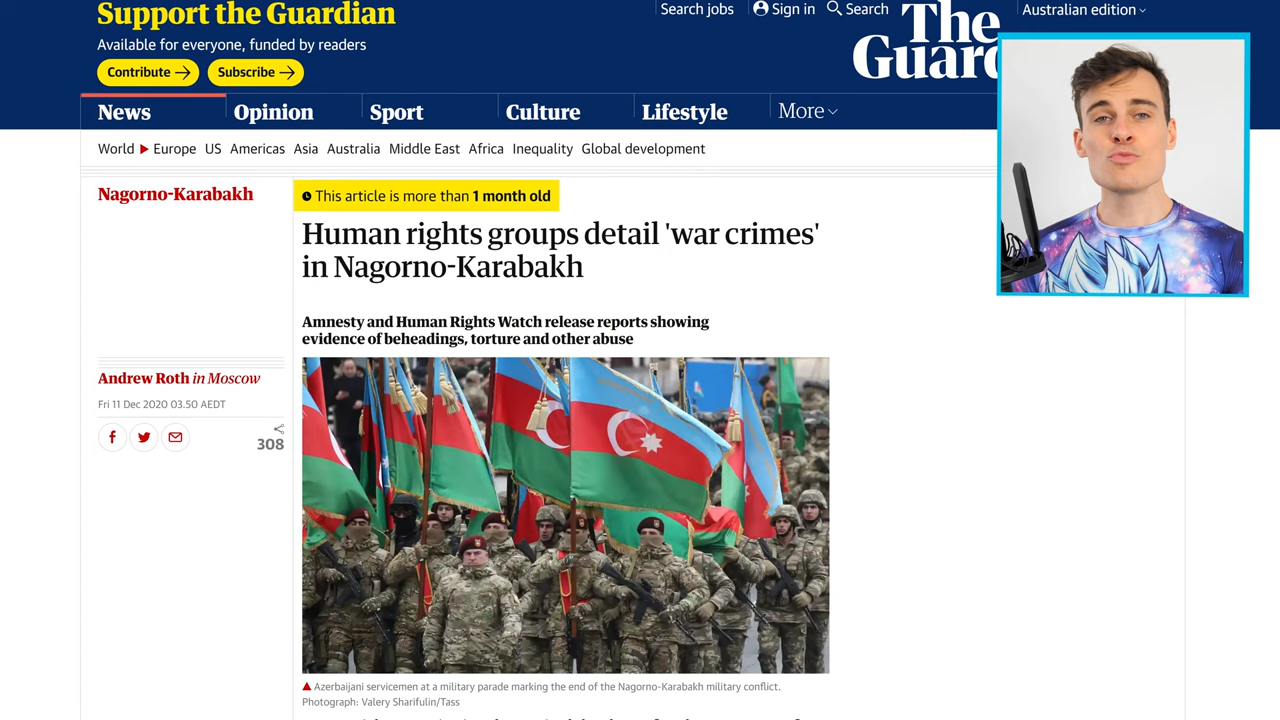 Support the Guardian
Available for everyone, funded by readers
Contribute
Subscribe
Search jobs
Sign in
Search
Australian edition
The
Guard
News
Opinion
Sport
Culture
Lifestyle
More
World
Europe
US
Americas
Asia
Australia
Middle East
Africa
Inequality
Global development
Nagorno-Karabakh
This article is more than 1 month old
Human rights groups detail 'war crimes'
in Nagorno-Karabakh
Amnesty and Human Rights Watch release reports showing
evidence of beheadings, torture and other abuse
Andrew Roth in Moscow
Fri 11 Dec 2020 03.50 AEDT
308
Azerbaijani servicemen at a military parade marking the end of the Nagorno-Karabakh military conflict.
Photograph: Valery Sharifulin/Tass